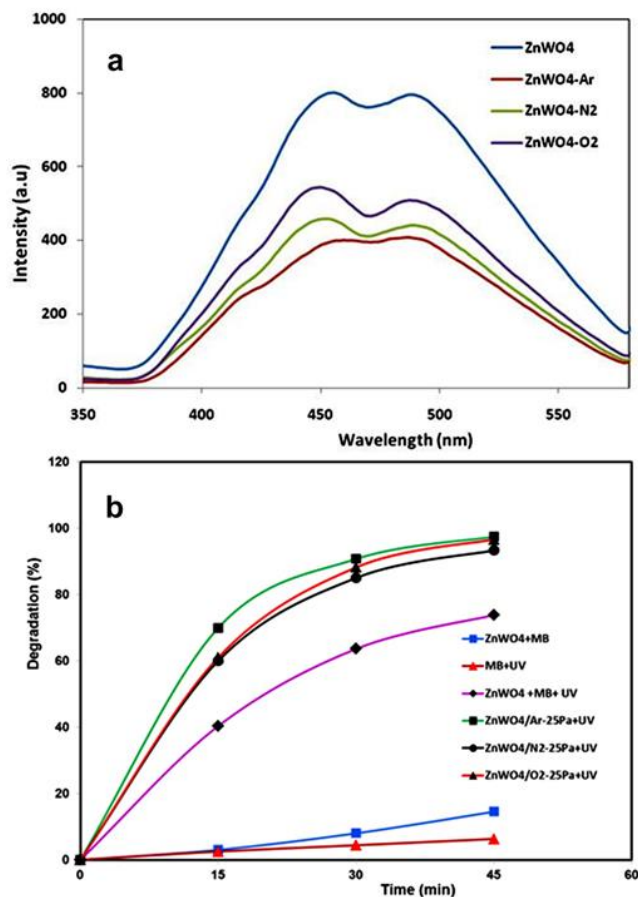 a
1000
800
600
400
200
0
Intensity (a.u)
350
400
450
500
550
Wavelength (nm)
ZnWO4
ZnWO4-Ar
ZnWO4-N2
ZnWO4-O2
b
120
100
80
60
40
20
0
Degradation (%)
0
15
30
45
60
Time (min)
ZnWO4+MB
MB+UV
ZnWO4 +MB+ UV
ZnWO4/Ar-25Pa+UV
ZnWO4/N2-25Pa+UV
ZnWO4/O2-25Pa+UV